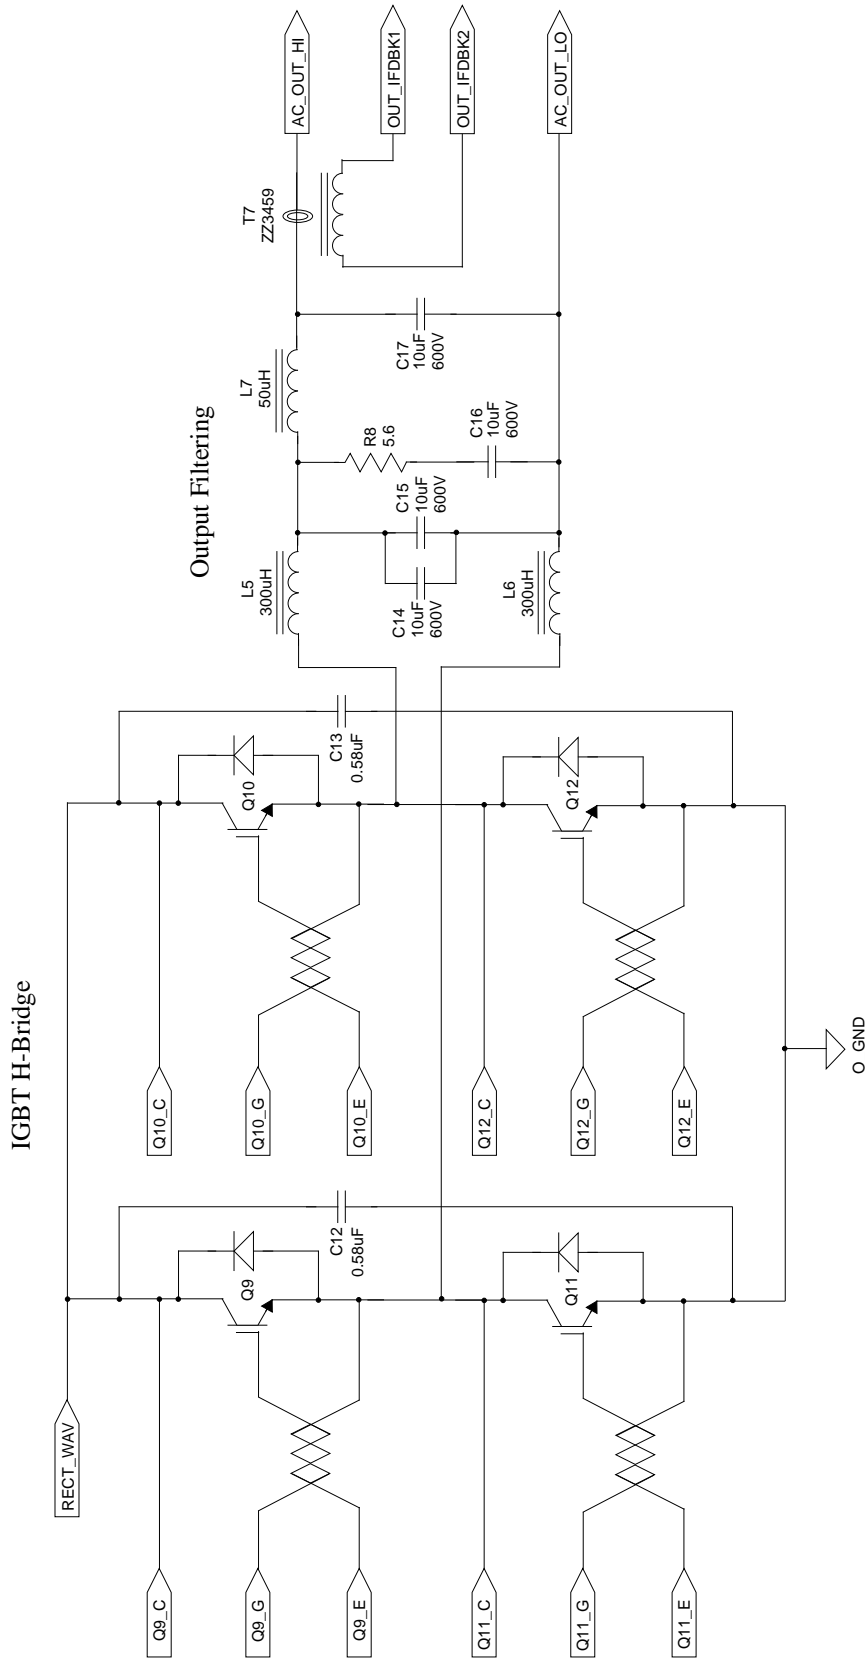 IGBT H-Bridge
Output Filtering
RECT_WAV
Q9_C
Q9_G
Q9_E
Q11_C
Q11_G
Q11_E
Q9
Q11
C12
0.58uF
Q10_C
Q10_G
Q10_E
Q12_C
Q12_G
Q12_E
Q10
Q12
C13
0.58uF
O GND
L5
300uH
L6
300uH
C14
10uF
600V
C15
10uF
600V
R8
5.6
C16
10uF
600V
L7
50uH
C17
10uF
600V
T7
ZZ3459
AC_OUT_HI
OUT_IFDBK1
OUT_IFDBK2
AC_OUT_LO